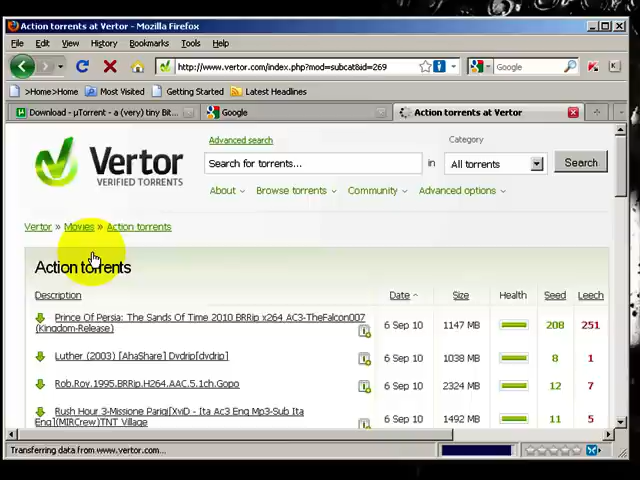 Action torrents at Vertor - Mozilla Firefox
File Edit View History Bookmarks Tools Help
http://www.vertor.com/index.php?mod=subcat&id=269
Google
>Home>Home Most Visited Getting Started Latest Headlines
Download - µTorrent - a (very) tiny Bit...
Google
Action torrents at Vertor
Vertor
VERIFIED TORRENTS
Advanced search
Category
Search for torrents...
in
All torrents
Search
About Browse torrents Community Advanced options
Vertor » Movies » Action torrents
Action torrents
Description Date Size Health Seed Leech
Prince Of Persia: The Sands Of Time 2010 BRRip x264 AC3-TheFalcon007 6 Sep 10 1147 MB 208 251
(Kingdom-Release)
Luther (2003) [AhaShare] Dvdrip[dvdrip] 6 Sep 10 1038 MB 8 1
Rob.Roy.1995.BRRip.H264.AAC.5.1ch.Gopo 6 Sep 10 2324 MB 12 7
Rush Hour 3-Missione Parigi[XviD - Ita Ac3 Eng Mp3-Sub Ita 6 Sep 10 1492 MB 11 5
Eng](MIRCrew)TNT Village
Transferring data from www.vertor.com...